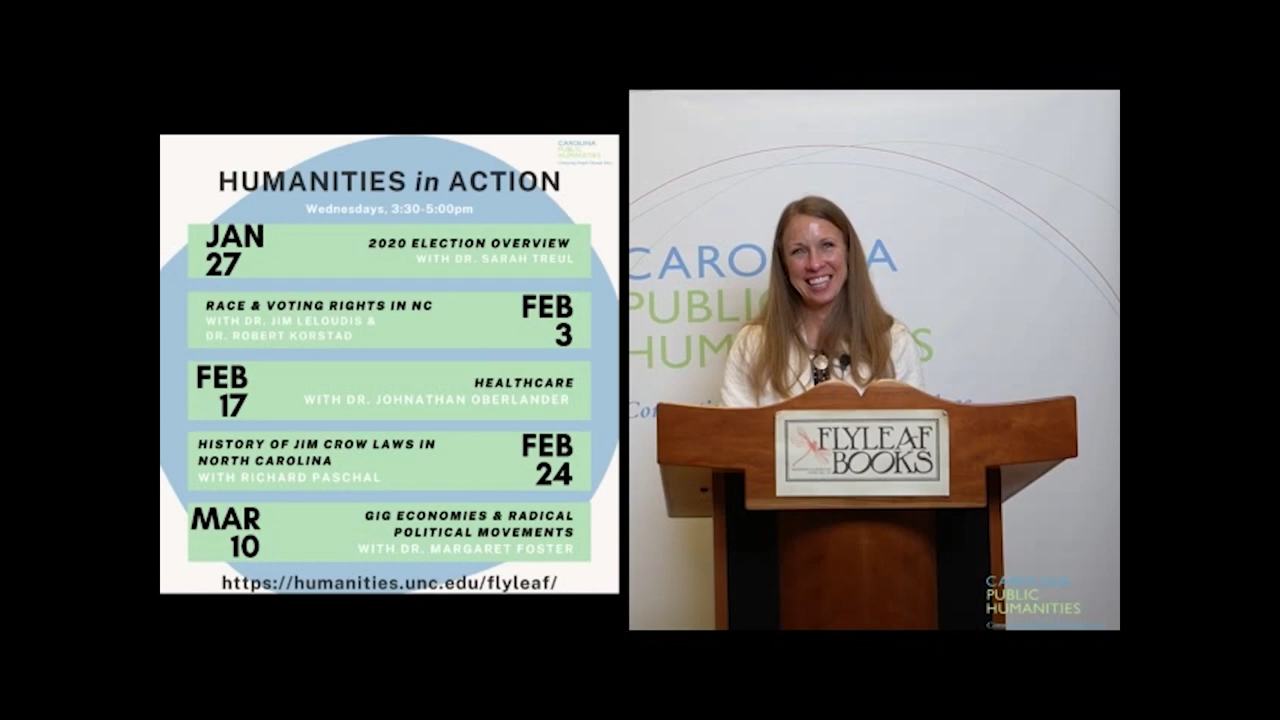 CAROLINA
PUBLIC
HUMANITIES
HUMANITIES in ACTION
Wednesdays, 3:30-5:00pm
JAN
27
2020 ELECTION OVERVIEW
WITH DR. SARAH TREUL
RACE & VOTING RIGHTS IN NC
WITH DR. JIM LELOUDIS &
DR. ROBERT KORSTAD
FEB
3
FEB
17
HEALTHCARE
WITH DR. JOHNATHAN OBERLANDER
HISTORY OF JIM CROW LAWS IN
NORTH CAROLINA
WITH RICHARD PASCHAL
FEB
24
MAR
10
GIG ECONOMIES & RADICAL
POLITICAL MOVEMENTS
WITH DR. MARGARET FOSTER
https://humanities.unc.edu/flyleaf/
CAROLINA
PUBLIC
HUMANITIES
FLYLEAF
BOOKS
CAROLINA
PUBLIC
HUMANITIES